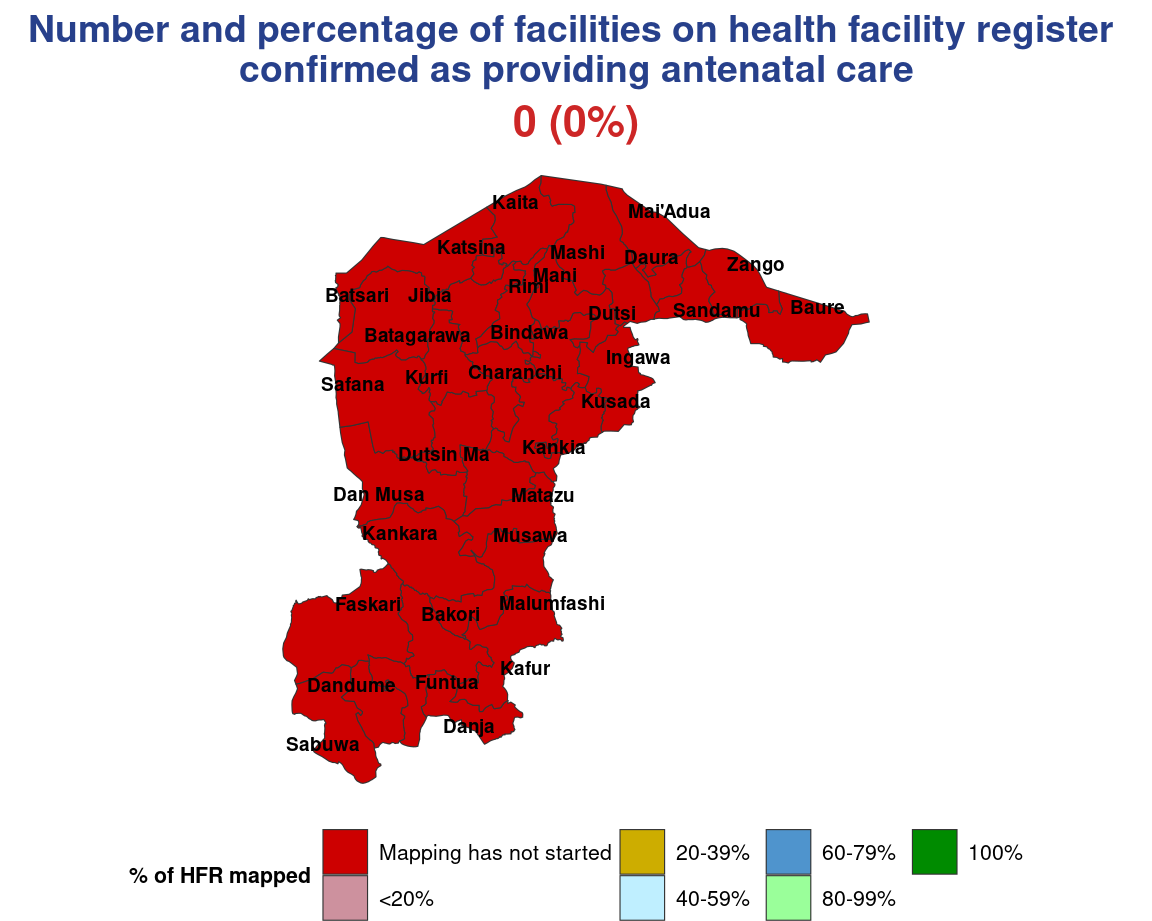 Number and percentage of facilities on health facility register
confirmed as providing antenatal care
0 (0%)
Kaita
Mai'Adua
Katsina
Mashi
Daura
Zango
Mani
Rimi
Batsari
Jibia
Baure
Sandamu
Dutsi
Batagarawa
Bindawa
Ingawa
Charanchi
Kurfi
Safana
Kusada
Kankia
Dutsin Ma
Dan Musa
Matazu
Kankara
Musawa
Faskari
Malumfashi
Bakori
Kafur
Dandume
Funtua
Danja
Sabuwa
% of HFR mapped
Mapping has not started
<20%
20-39%
40-59%
60-79%
80-99%
100%